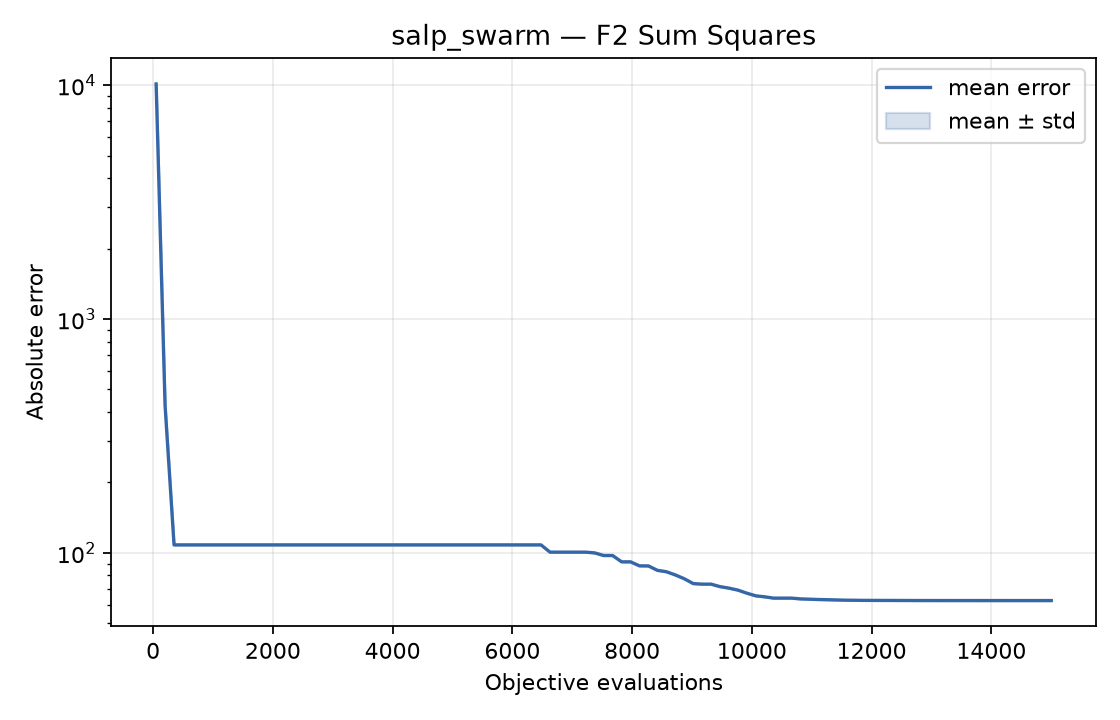 salp_swarm — F2 Sum Squares
mean error
mean ± std
10⁴
10³
10²
Absolute error
0 2000 4000 6000 8000 10000 12000 14000
Objective evaluations